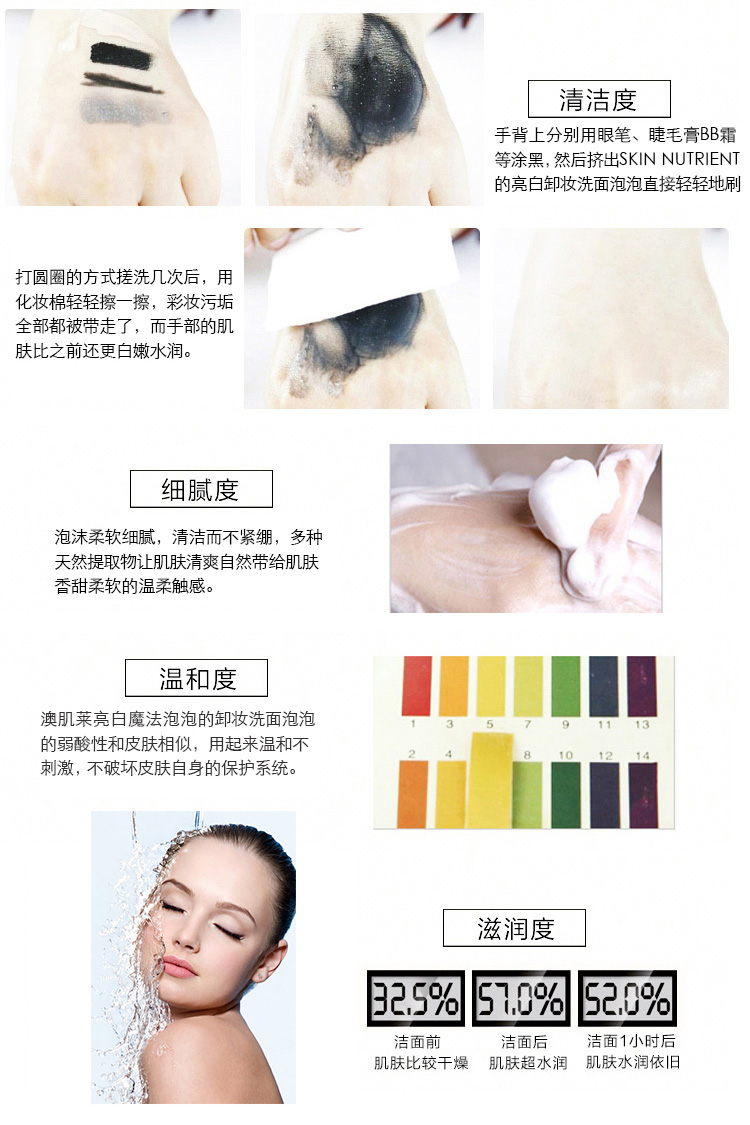 清洁度
手背上分别用眼笔、睫毛膏BB霜
等涂黑,然后挤出SKIN NUTRIENT
的亮白卸妆洗面泡泡直接轻轻地刷
打圆圈的方式搓洗几次后，用
化妆棉轻轻擦一擦，彩妆污垢
全部都被带走了，而手部的肌
肤比之前还更白嫩水润。
细腻度
泡沫柔软细腻，清洁而不紧绷，多种
天然提取物让肌肤清爽自然带给肌肤
香甜柔软的温柔触感。
温和度
澳肌莱亮白魔法泡泡的卸妆洗面泡泡
的弱酸性和皮肤相似，用起来温和不
刺激，不破坏皮肤自身的保护系统。
1 3 5 7 9 11 13
2 4 8 10 12 14
滋润度
32.5% 57.0% 52.0%
洁面前 洁面后 洁面1小时后
肌肤比较干燥 肌肤超水润 肌肤水润依旧